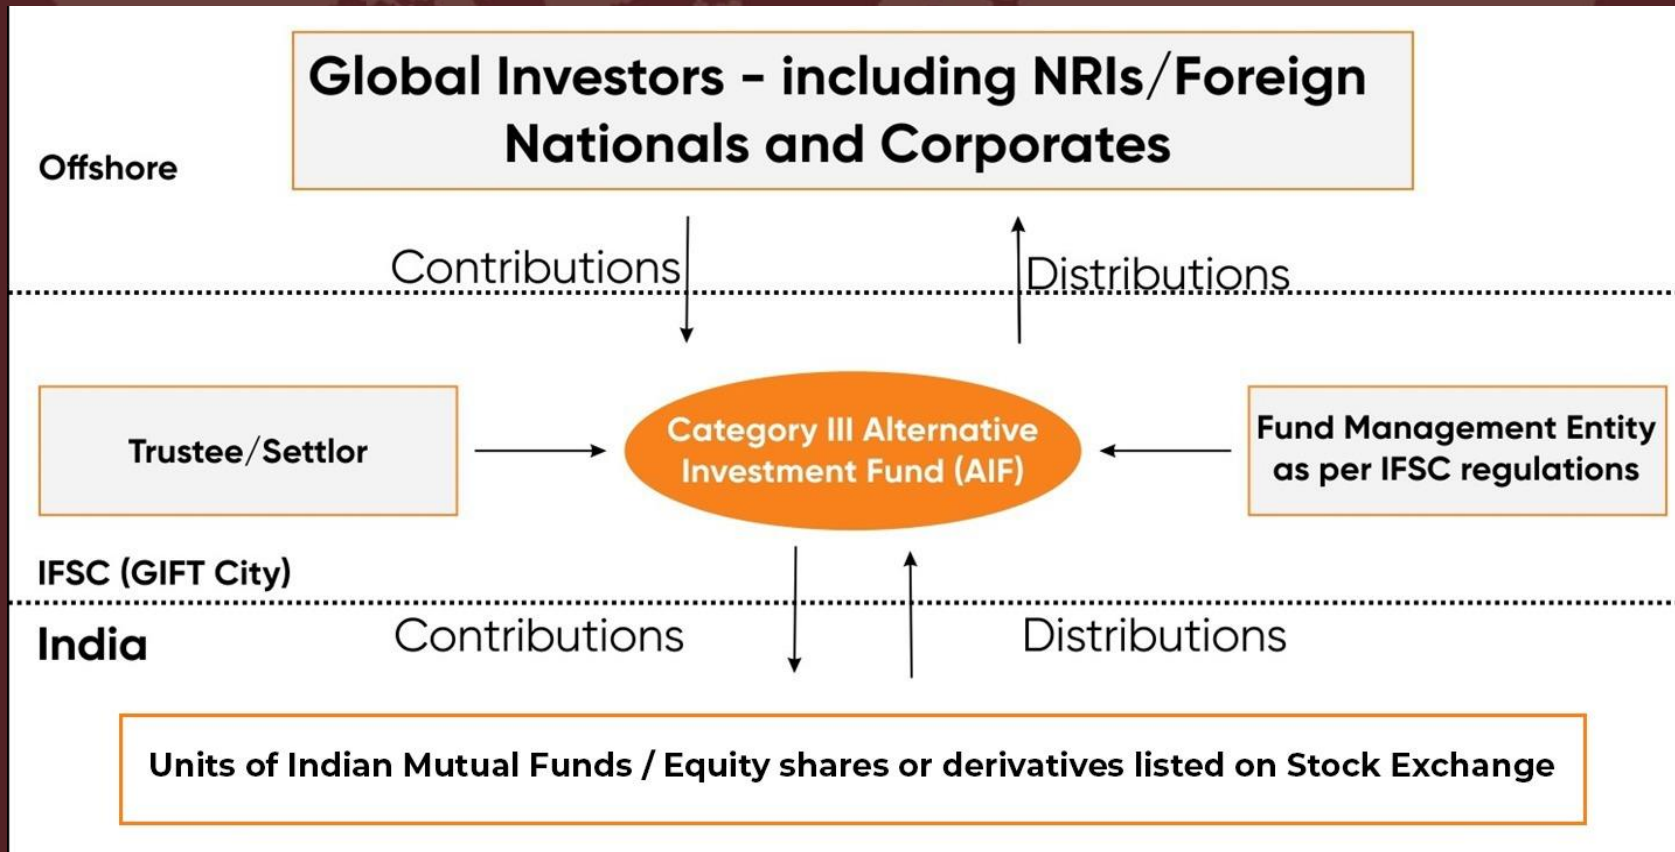 Global Investors - including NRIs/Foreign
Nationals and Corporates
Offshore
Contributions
Distributions
Trustee/Settlor
Category III Alternative
Investment Fund (AIF)
Fund Management Entity
as per IFSC regulations
IFSC (GIFT City)
India
Contributions
Distributions
Units of Indian Mutual Funds / Equity shares or derivatives listed on Stock Exchange